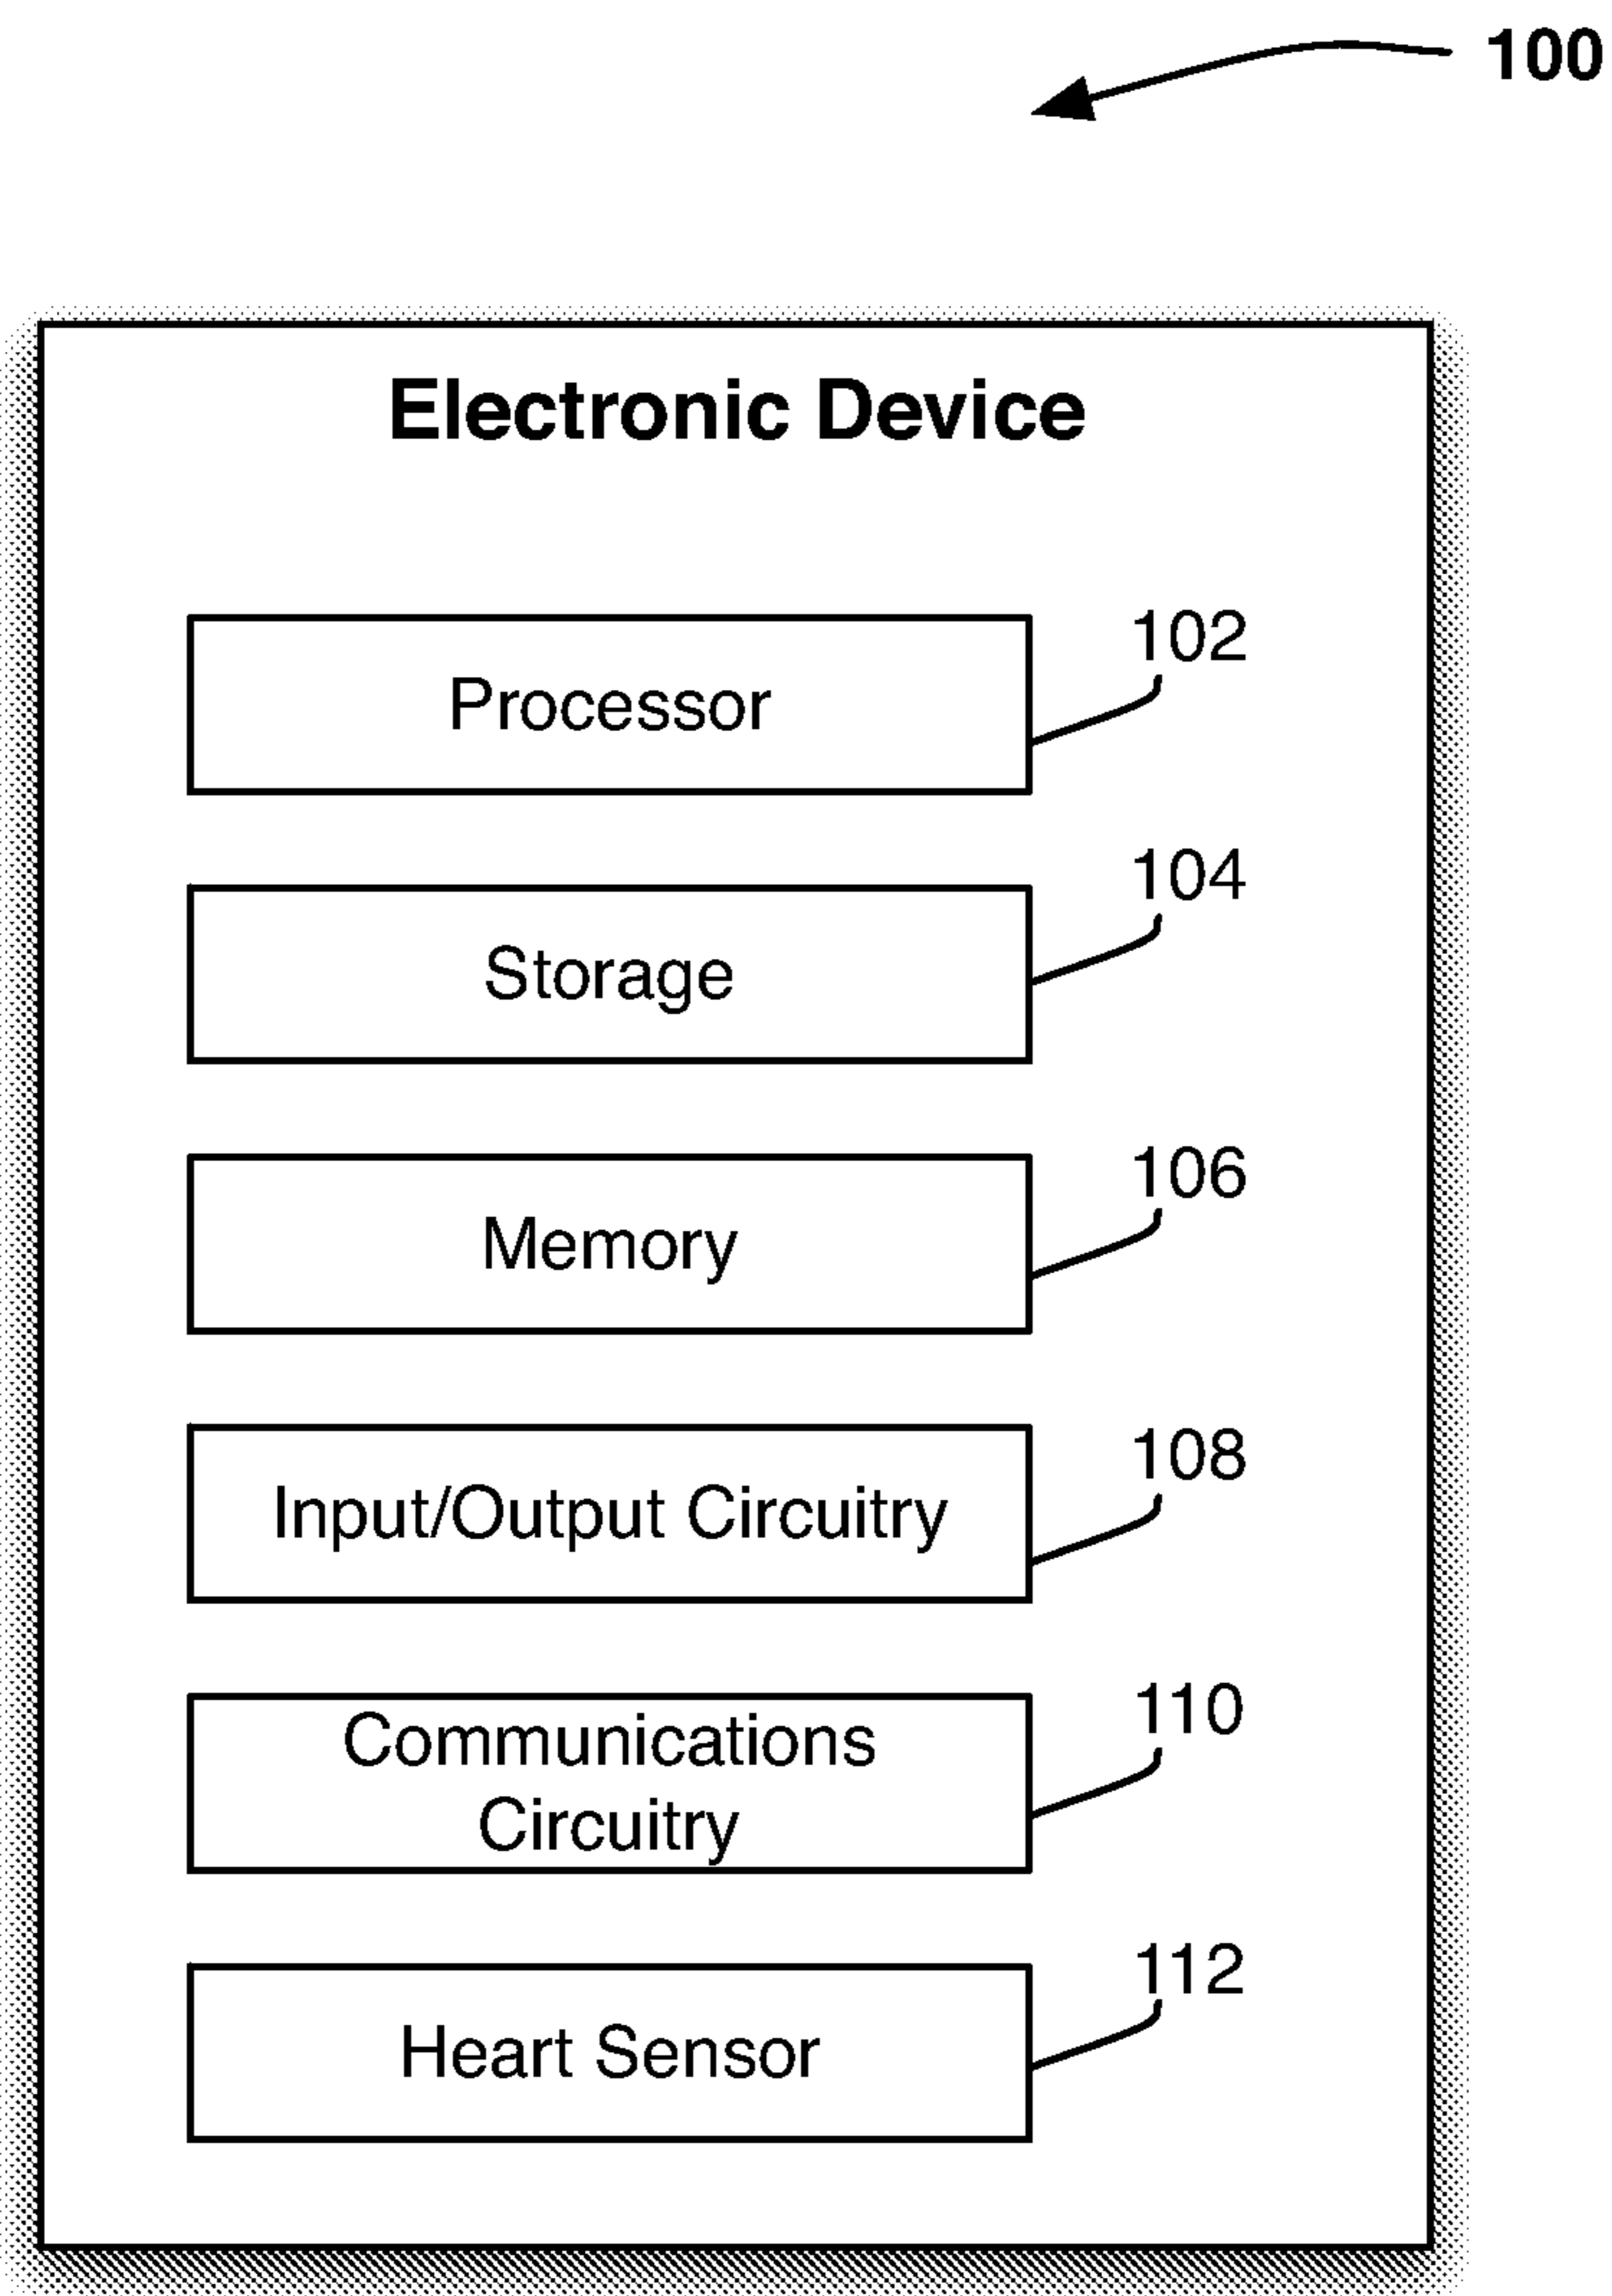 100
Electronic Device
102
Processor
104
Storage
106
Memory
108
Input/Output Circuitry
110
Communications
Circuitry
112
Heart Sensor